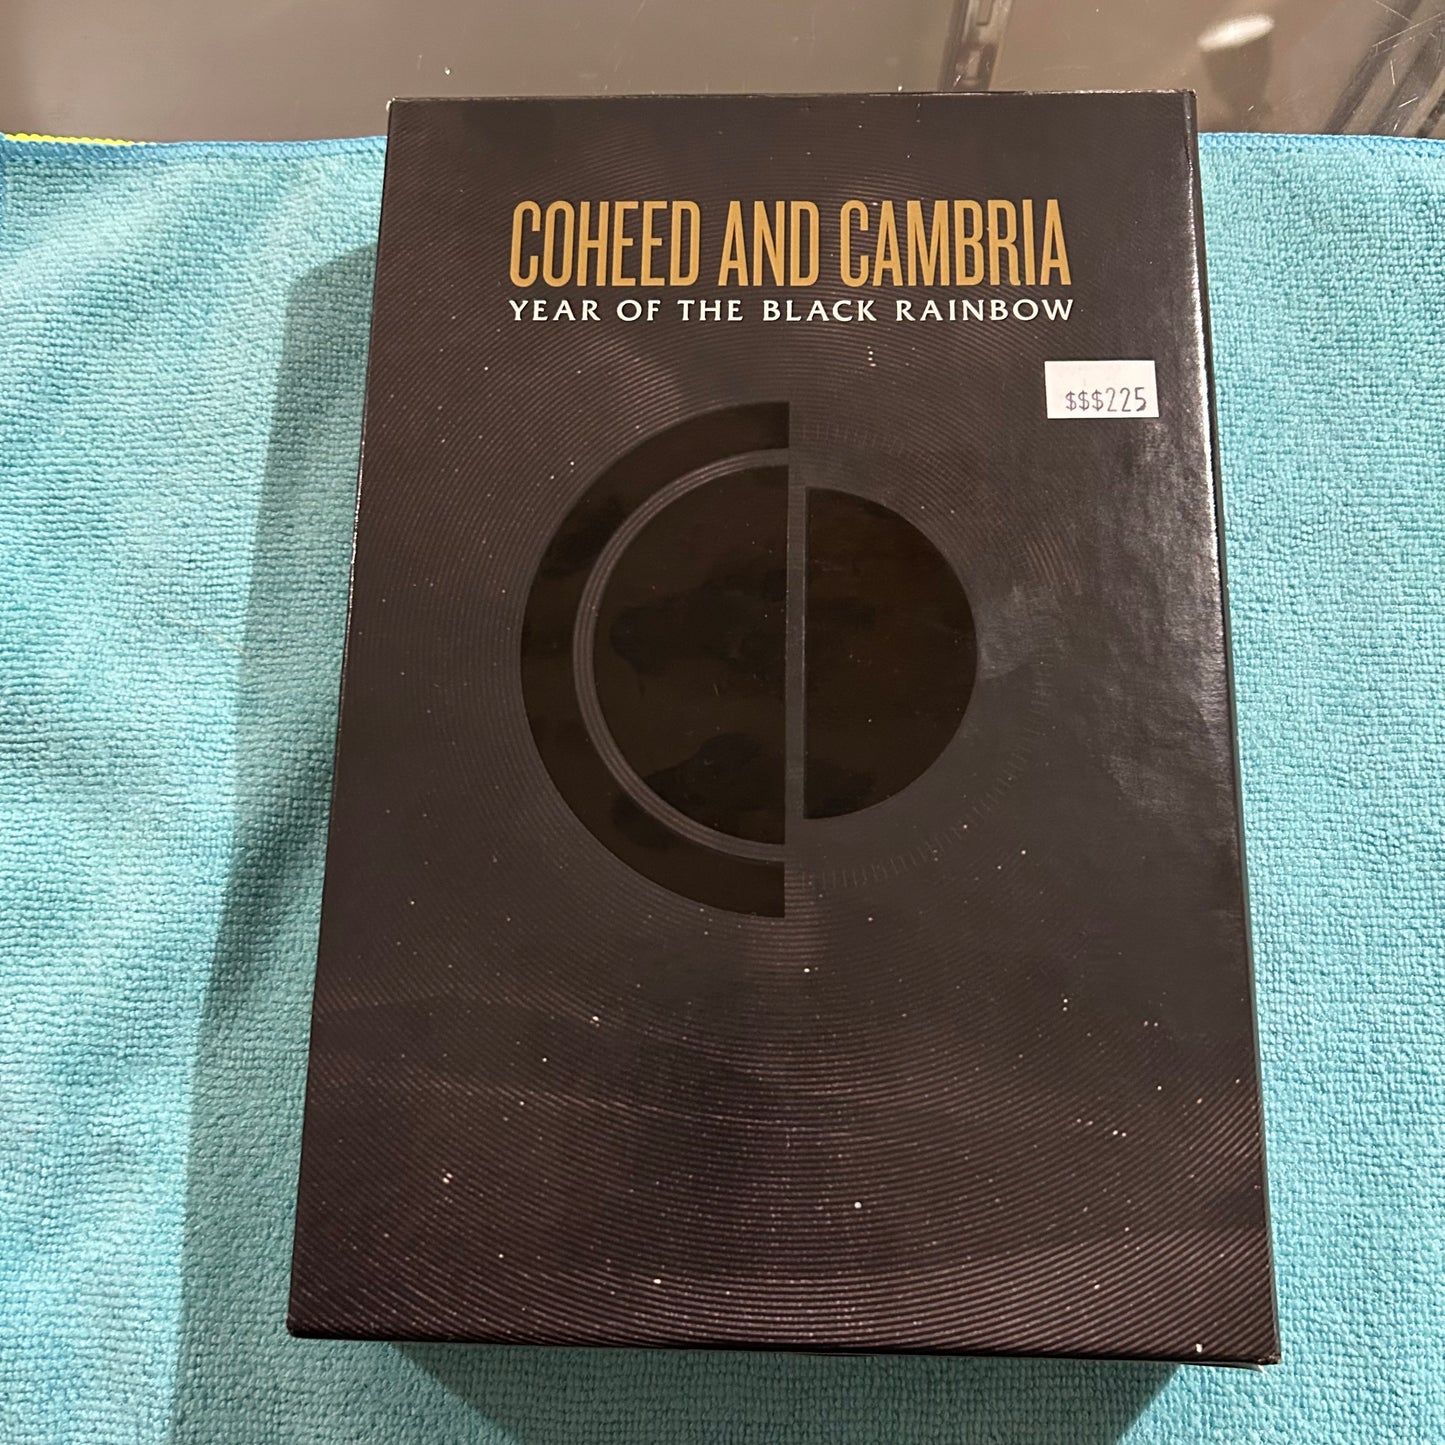 COHEED AND CAMBRIA
YEAR OF THE BLACK RAINBOW
$$$225